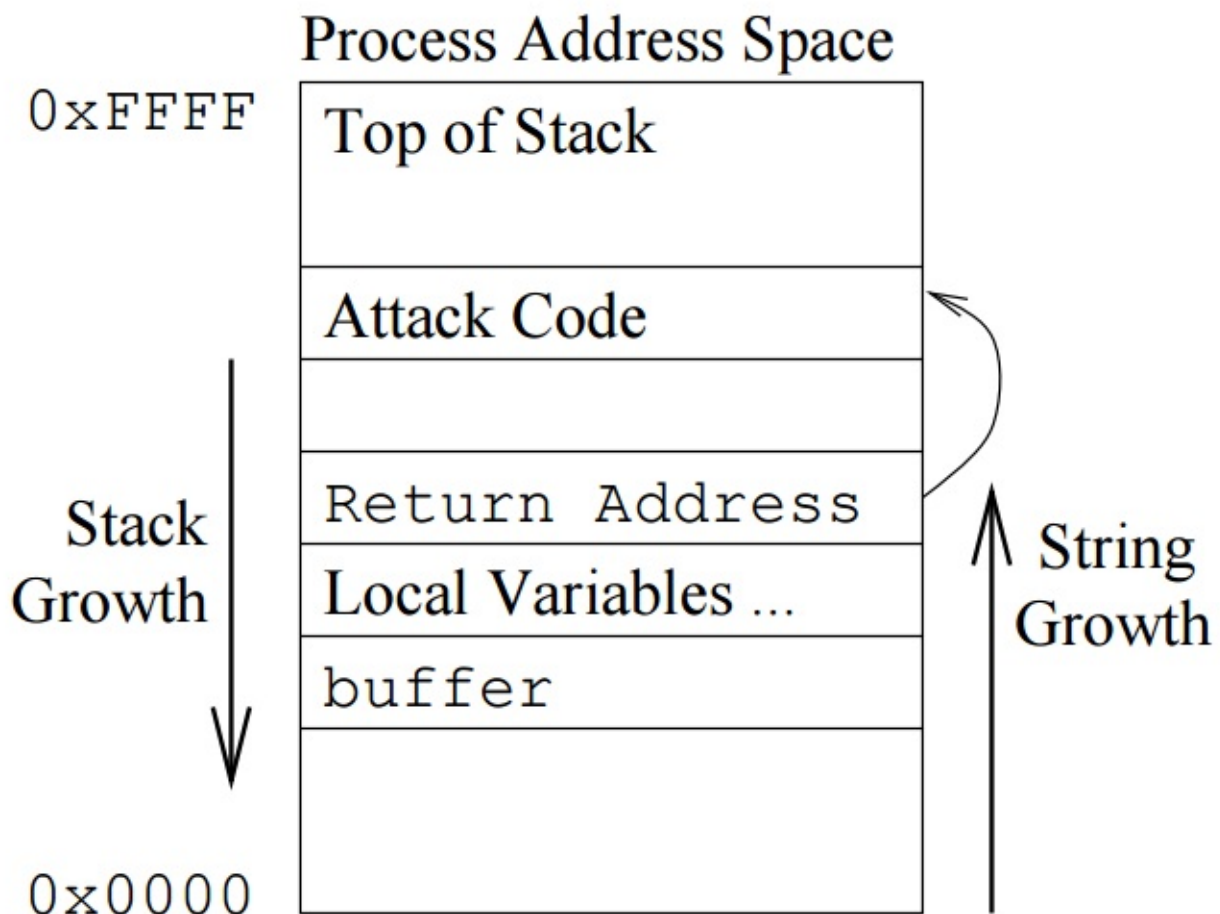 Process Address Space
0xFFFF
Top of Stack
Attack Code
Return Address
Stack
Growth
String
Growth
Local Variables ...
buffer
0x0000